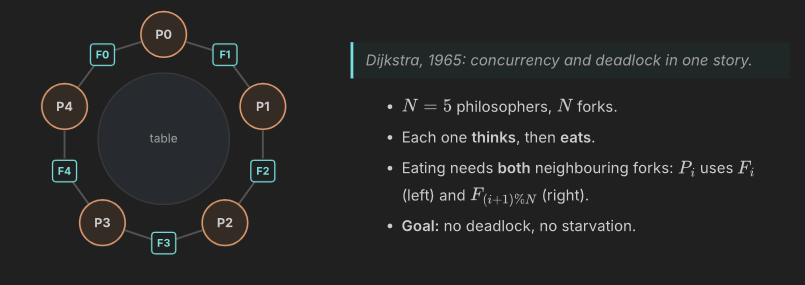 P0
F0
F1
P4
P1
table
F4
F2
P3
P2
F3
Dijkstra, 1965: concurrency and deadlock in one story.
• N = 5 philosophers, N forks.
• Each one thinks, then eats.
• Eating needs both neighbouring forks: P_i uses F_i
(left) and F_{(i+1)%N} (right).
• Goal: no deadlock, no starvation.